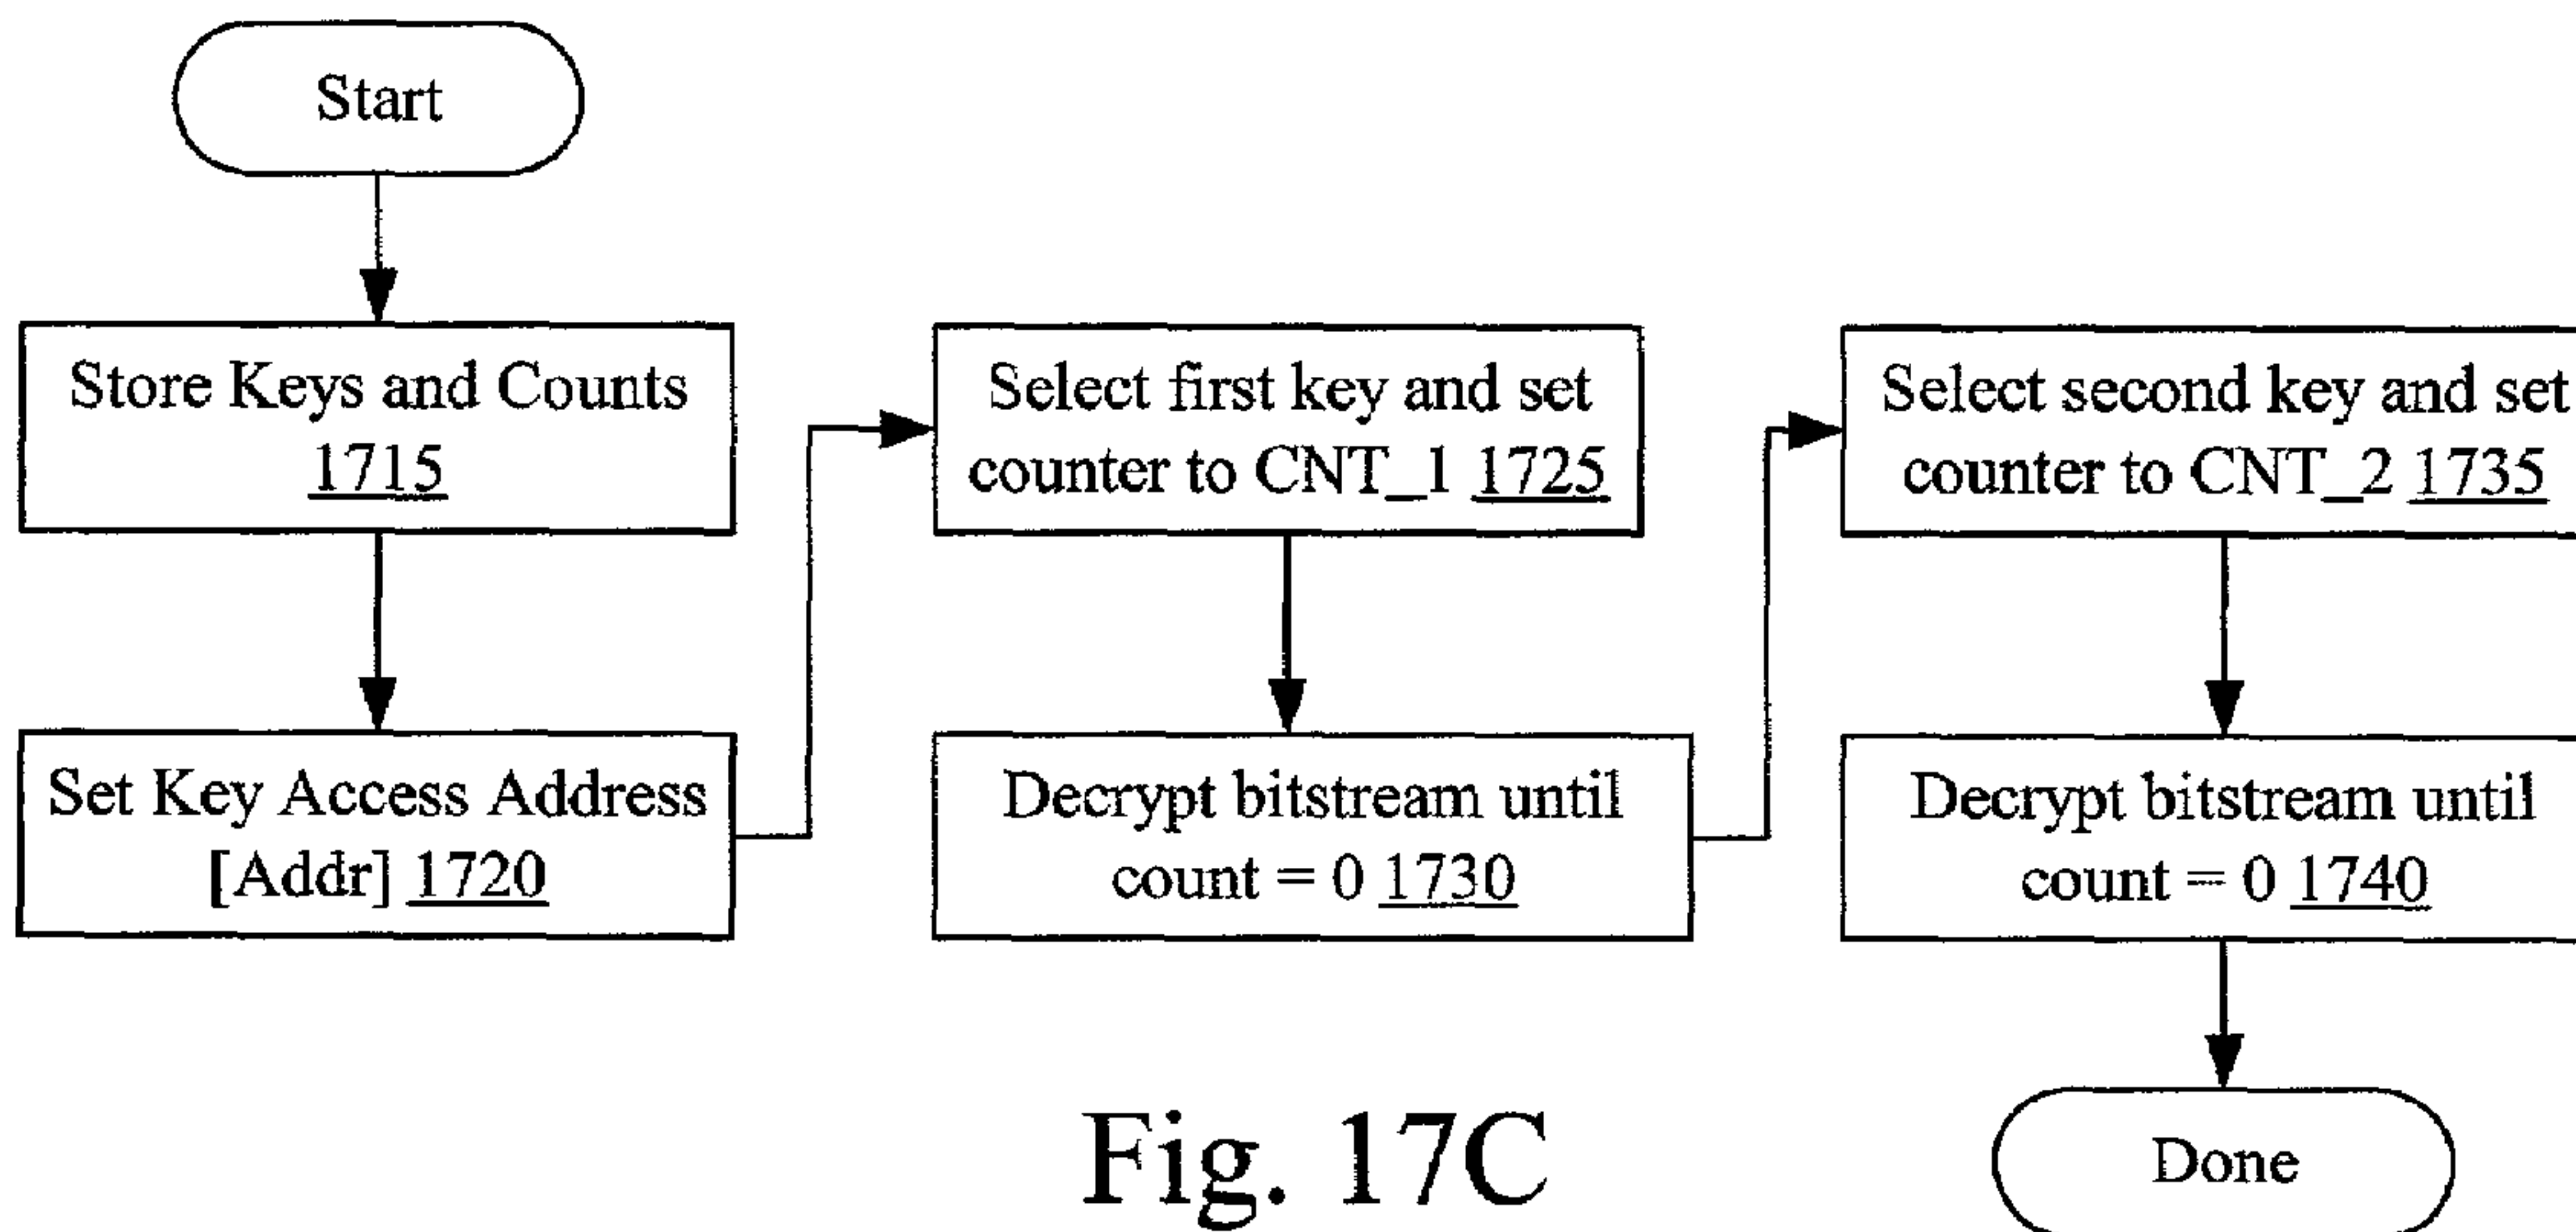 Start
Store Keys and Counts
1715
Set Key Access Address
[Addr] 1720
Select first key and set
counter to CNT_1 1725
Decrypt bitstream until
count = 0 1730
Select second key and set
counter to CNT_2 1735
Decrypt bitstream until
count = 0 1740
Done
Fig. 17C